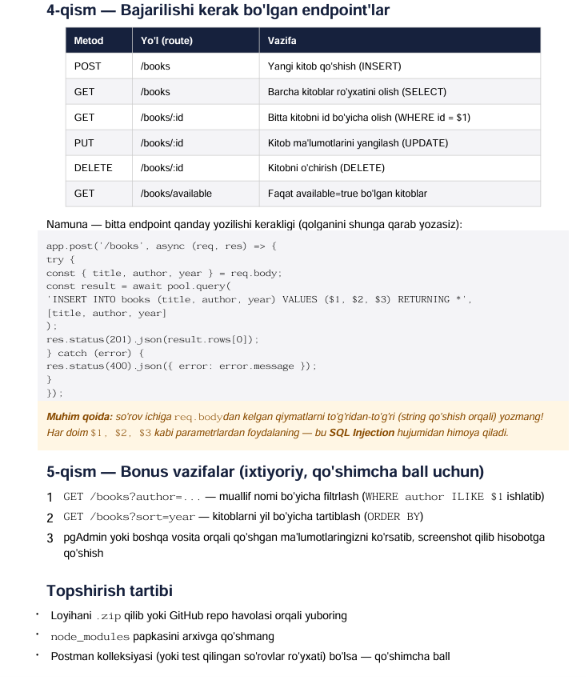 4-qism — Bajarilishi kerak bo'lgan endpoint'lar
Metod Yo'l (route) Vazifa
POST /books Yangi kitob qo'shish (INSERT)
GET /books Barcha kitoblar ro'yxatini olish (SELECT)
GET /books/:id Bitta kitobni id bo'yicha olish (WHERE id = $1)
PUT /books/:id Kitob ma'lumotlarini yangilash (UPDATE)
DELETE /books/:id Kitobni o'chirish (DELETE)
GET /books/available Faqat available=true bo'lgan kitoblar
Namuna — bitta endpoint qanday yozilishi kerakligi (qolganini shunga qarab yozasiz):
app.post('/books', async (req, res) => {
try {
const { title, author, year } = req.body;
const result = await pool.query(
'INSERT INTO books (title, author, year) VALUES ($1, $2, $3) RETURNING *',
[title, author, year]
);
res.status(201).json(result.rows[0]);
} catch (error) {
res.status(400).json({ error: error.message });
}
});
Muhim qoida: so'rov ichiga req.bodydan kelgan qiymatlarni to'g'ridan-to'g'ri (string qo'shish orqali) yozmang!
Har doim $1, $2, $3 kabi parametrlardan foydalaning — bu SQL Injection hujumidan himoya qiladi.
5-qism — Bonus vazifalar (ixtiyoriy, qo'shimcha ball uchun)
1 GET /books?author=... — muallif nomi bo'yicha filtrlash (WHERE author ILIKE $1 ishlatib)
2 GET /books?sort=year — kitoblarni yil bo'yicha tartiblash (ORDER BY)
3 pgAdmin yoki boshqa vosita orqali qo'shgan ma'lumotlaringizni ko'rsatib, screenshot qilib hisobotga
qo'shish
Topshirish tartibi
· Loyihani .zip qilib yoki GitHub repo havolasi orqali yuboring
· node_modules papkasini arxivga qo'shmang
· Postman kolleksiyasi (yoki test qilingan so'rovlar ro'yxati) bo'lsa — qo'shimcha ball